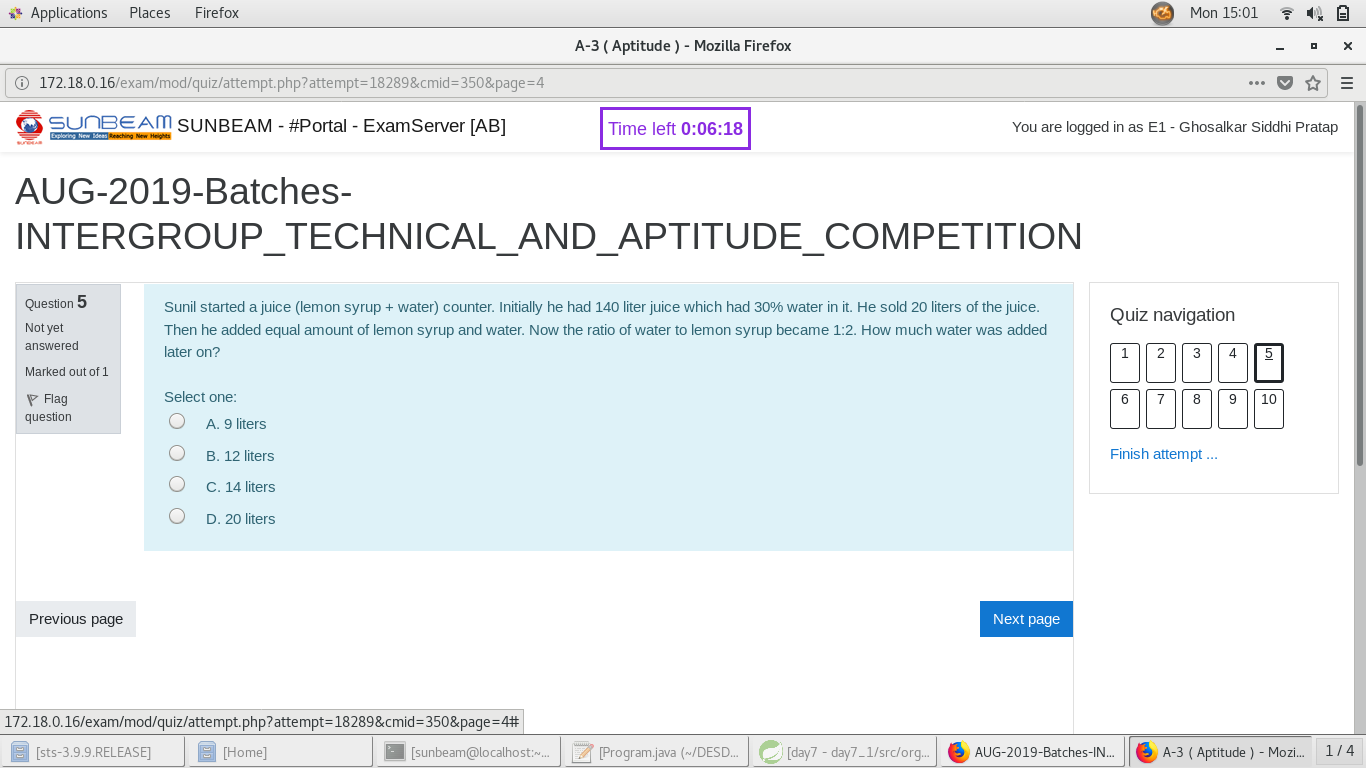 Applications Places Firefox Mon 15:01
A-3 ( Aptitude ) - Mozilla Firefox
172.18.0.16/exam/mod/quiz/attempt.php?attempt=18289&cmid=350&page=4
SUNBEAM Exploring New Ideas Reaching New Heights SUNBEAM - #Portal - ExamServer [AB] Time left 0:06:18 You are logged in as E1 - Ghosalkar Siddhi Pratap
SUNBEAM
AUG-2019-Batches-
INTERGROUP_TECHNICAL_AND_APTITUDE_COMPETITION
Question 5
Not yet
answered
Marked out of 1
Flag
question
Sunil started a juice (lemon syrup + water) counter. Initially he had 140 liter juice which had 30% water in it. He sold 20 liters of the juice.
Then he added equal amount of lemon syrup and water. Now the ratio of water to lemon syrup became 1:2. How much water was added
later on?
Select one:
A. 9 liters
B. 12 liters
C. 14 liters
D. 20 liters
Quiz navigation
1 2 3 4 5
6 7 8 9 10
Finish attempt ...
Previous page Next page
172.18.0.16/exam/mod/quiz/attempt.php?attempt=18289&cmid=350&page=4#
[sts-3.9.9.RELEASE] [Home] [sunbeam@localhost:~... [Program.java (~/DESD... [day7 - day7_1/src/org... AUG-2019-Batches-IN... A-3 ( Aptitude ) - Mozi... 1 / 4